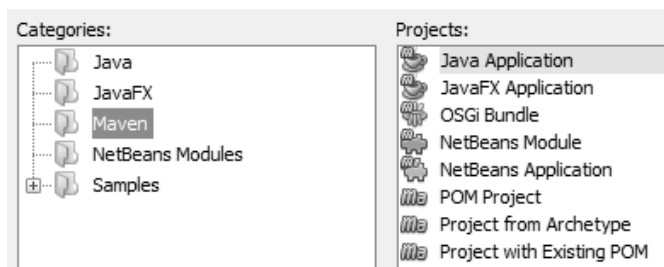 Categories:
Java
JavaFX
Maven
NetBeans Modules
Samples
Projects:
Java Application
JavaFX Application
OSGi Bundle
NetBeans Module
NetBeans Application
POM Project
Project from Archetype
Project with Existing POM